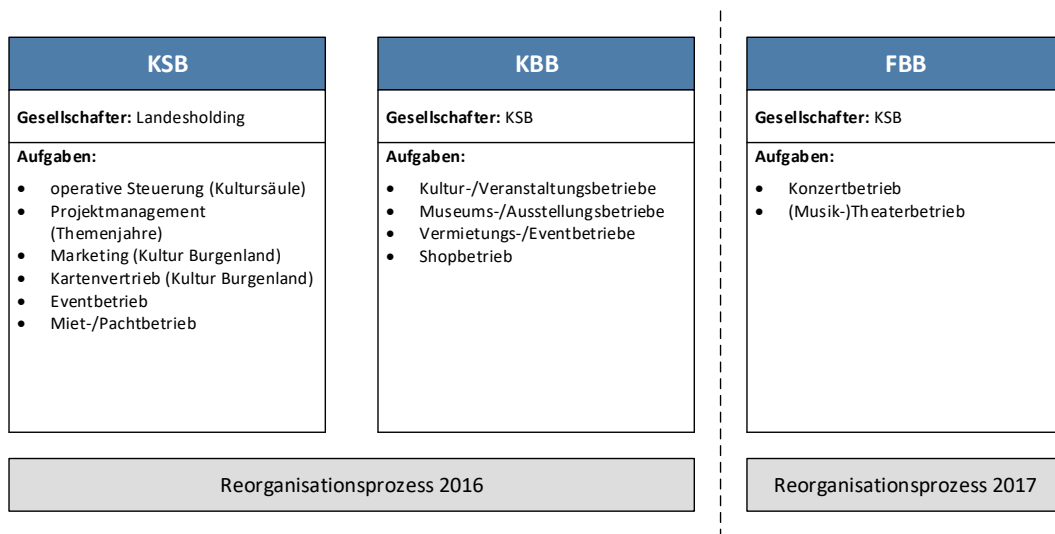 KSB
Gesellschafter: Landesholding
Aufgaben:
• operative Steuerung (Kultursäule)
• Projektmanagement
(Themenjahre)
• Marketing (Kultur Burgenland)
• Kartenvertrieb (Kultur Burgenland)
• Eventbetrieb
• Miet-/Pachtbetrieb
KBB
Gesellschafter: KSB
Aufgaben:
• Kultur-/Veranstaltungsbetriebe
• Museums-/Ausstellungsbetriebe
• Vermietungs-/Eventbetriebe
• Shopbetrieb
FBB
Gesellschafter: KSB
Aufgaben:
• Konzertbetrieb
• (Musik-)Theaterbetrieb
Reorganisationsprozess 2016
Reorganisationsprozess 2017